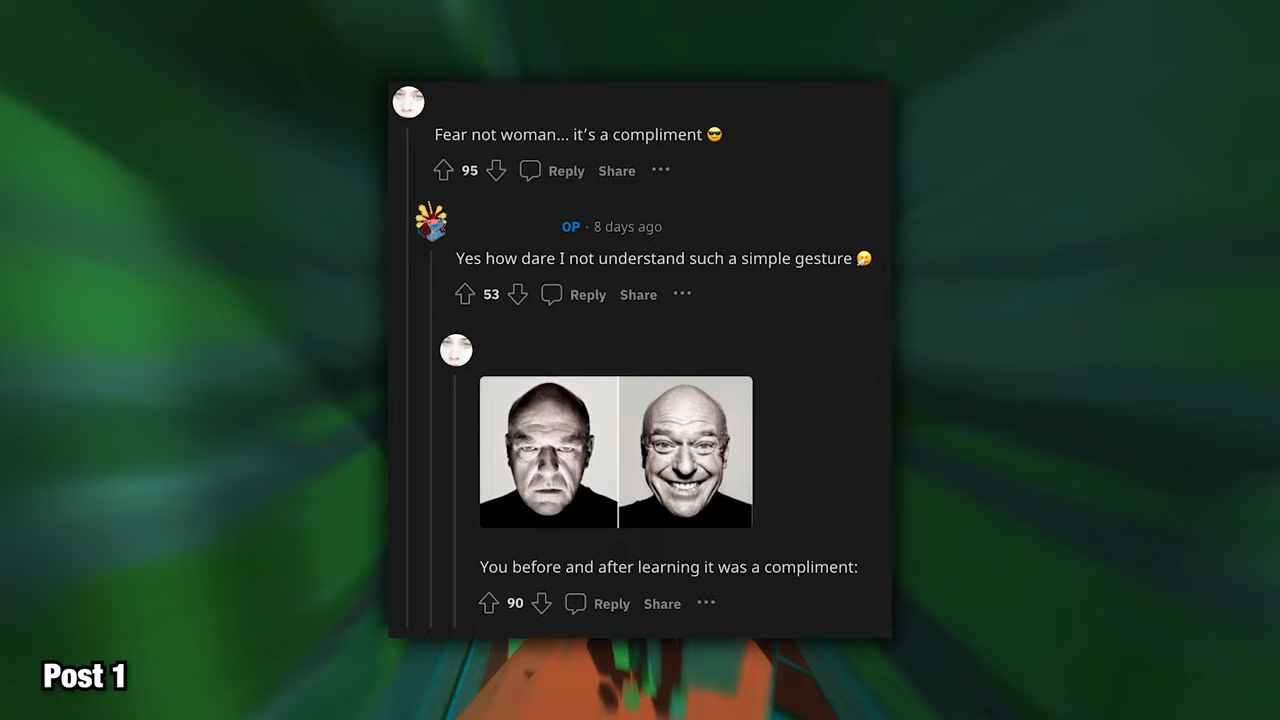 Fear not woman... it’s a compliment 😎
95 Reply Share ...
OP · 8 days ago
Yes how dare I not understand such a simple gesture 🤧
53 Reply Share ...
You before and after learning it was a compliment:
90 Reply Share ...
Post 1